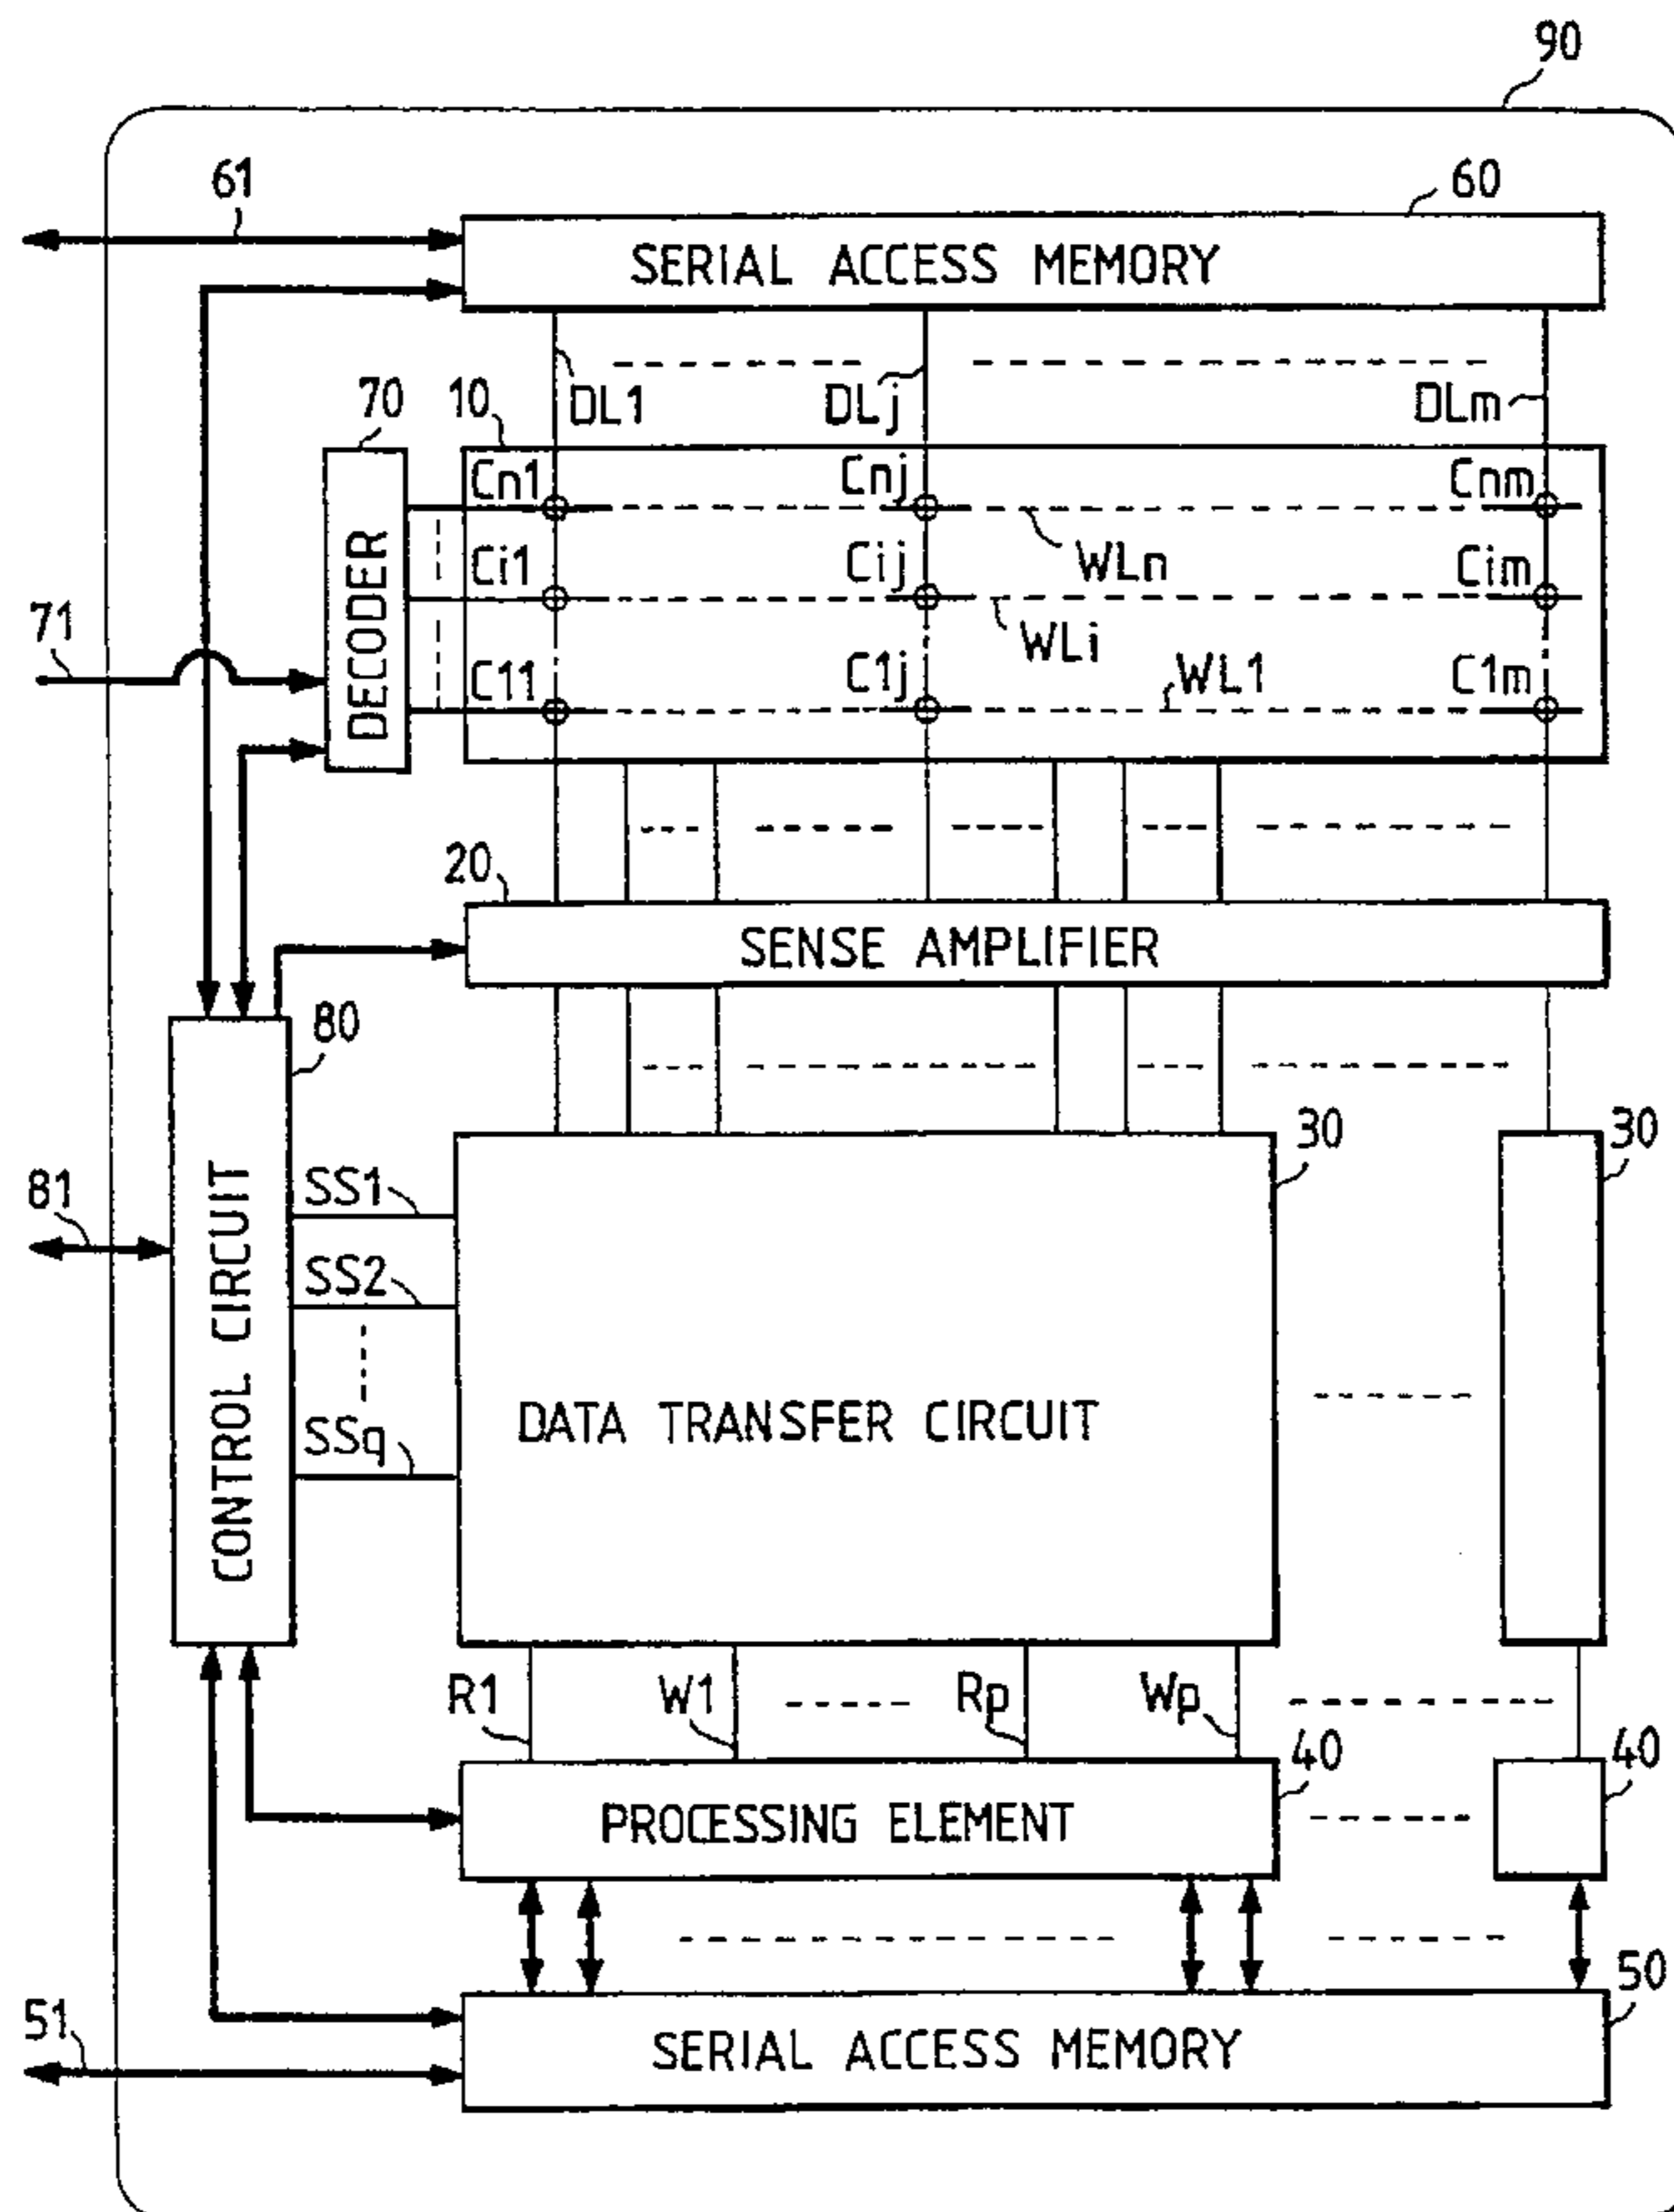 90
61
60
SERIAL ACCESS MEMORY
DL1
DLj
DLm
70
10
DECODER
Cn1
Cnj
Cnm
WLn
Ci1
Cij
Cim
WLi
71
C11
C1j
WL1
C1m
20
SENSE AMPLIFIER
80
30
30
CONTROL CIRCUIT
81
SS1
SS2
SSq
DATA TRANSFER CIRCUIT
R1
W1
Rp
Wp
40
40
PROCESSING ELEMENT
50
51
SERIAL ACCESS MEMORY